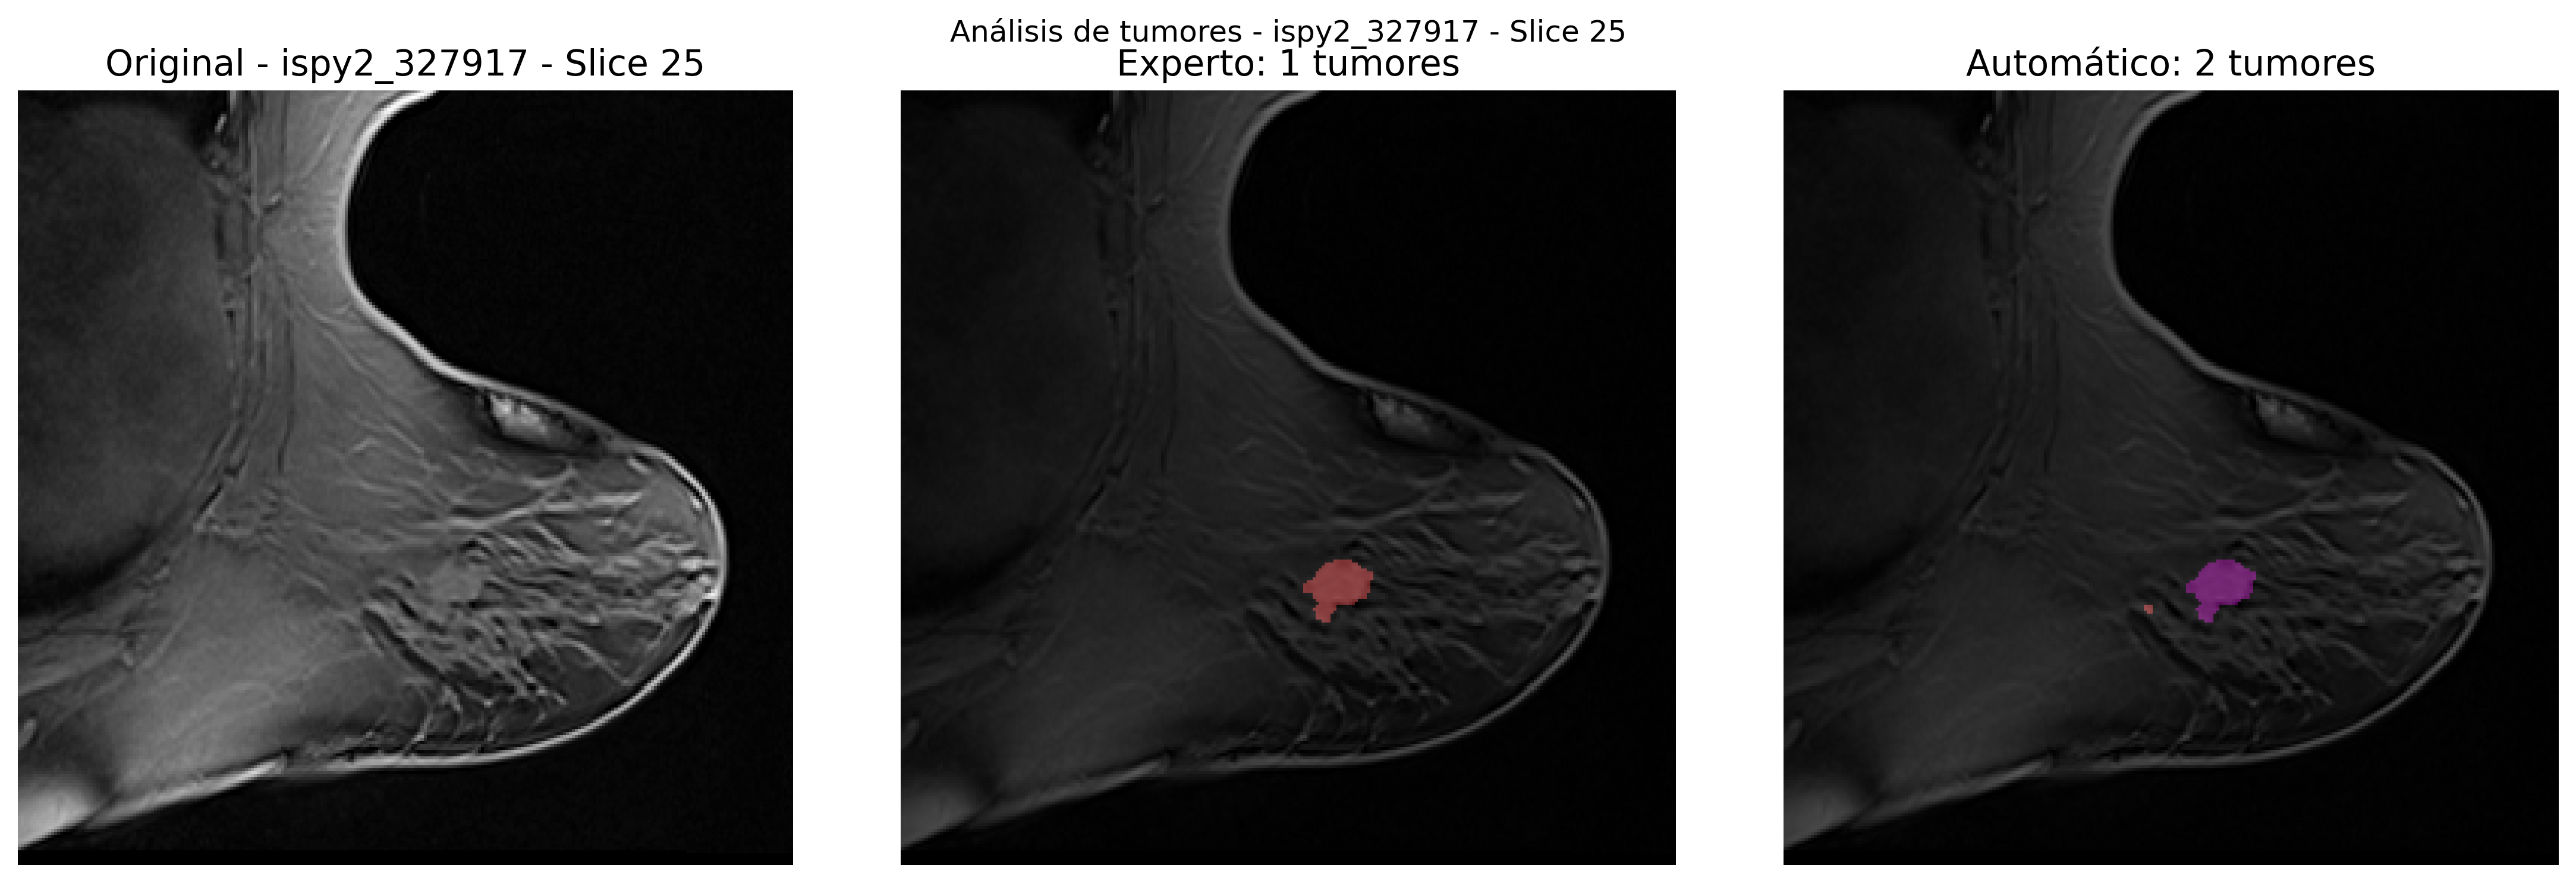 Análisis de tumores - ispy2_327917 - Slice 25
Original - ispy2_327917 - Slice 25
Experto: 1 tumores
Automático: 2 tumores